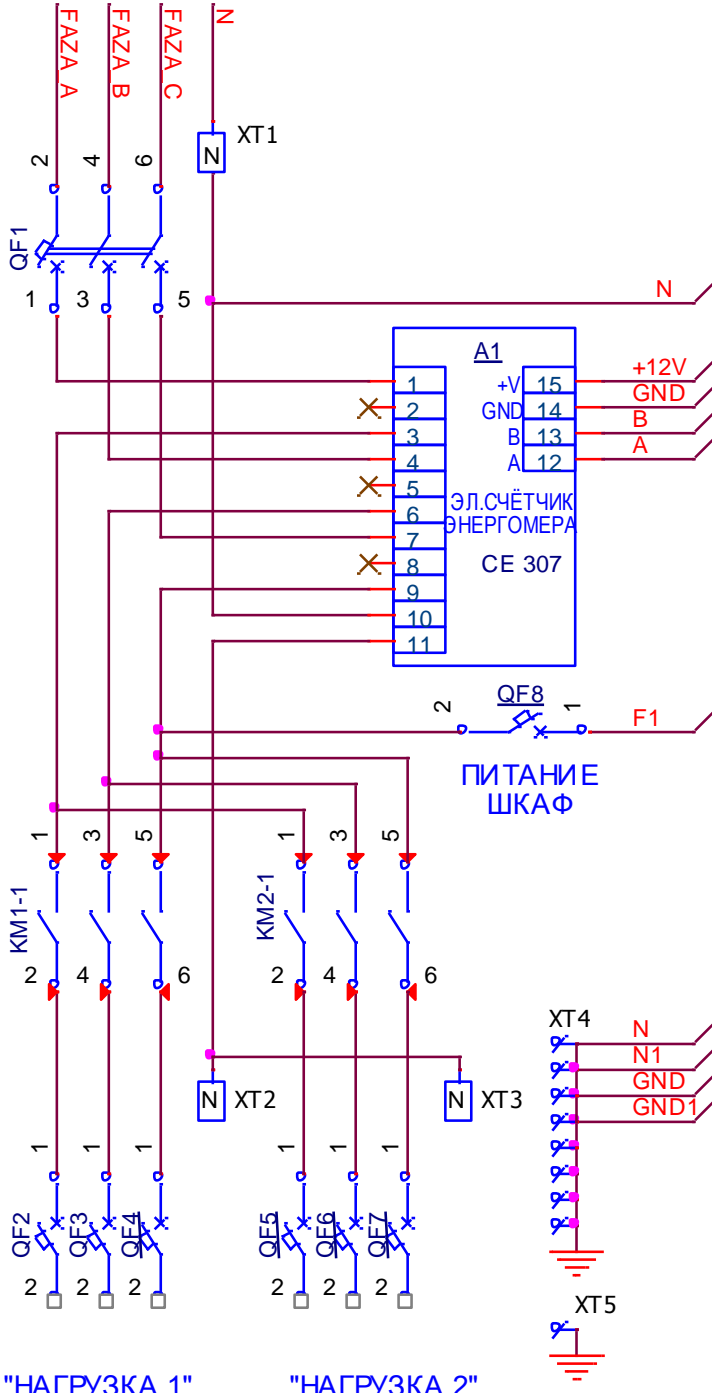 FAZA_A
FAZA_B
FAZA_C
N
XT1
N
2
4
6
QF1
1
3
5
N
A1
1
2
3
4
5
6
7
8
9
10
11
+V 15
GND 14
B 13
A 12
+12V
GND
B
A
ЭЛ.СЧЁТЧИК
ЭНЕРГОМЕРА
CE 307
2
QF8
1
F1
ПИТАНИЕ
ШКАФ
1
3
5
KM1-1
2
4
6
1
3
5
KM2-1
2
4
6
N XT2
N XT3
XT4
N
N1
GND
GND1
1
1
1
QF2
QF3
QF4
2
2
2
1
1
1
QF5
QF6
QF7
2
2
2
XT5
"НАГРУЗКА 1"
"НАГРУЗКА 2"